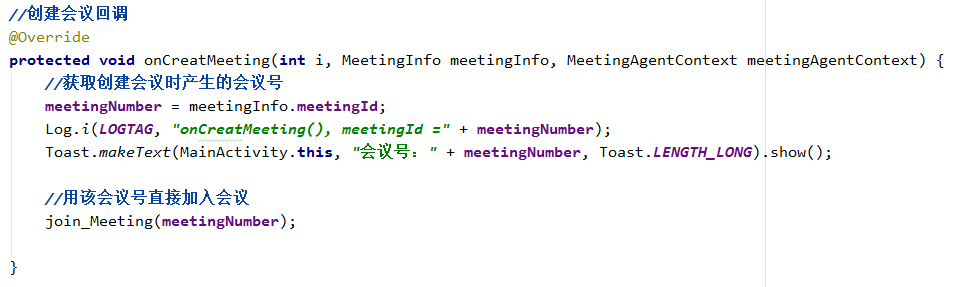 //创建会议回调
@Override
protected void onCreatMeeting(int i, MeetingInfo meetingInfo, MeetingAgentContext meetingAgentContext) {
//获取创建会议时产生的会议号
meetingNumber = meetingInfo.meetingId;
Log.i(LOGTAG, "onCreatMeeting(), meetingId =" + meetingNumber);
Toast.makeText(MainActivity.this, "会议号：" + meetingNumber, Toast.LENGTH_LONG).show();
//用该会议号直接加入会议
join_Meeting(meetingNumber);
}